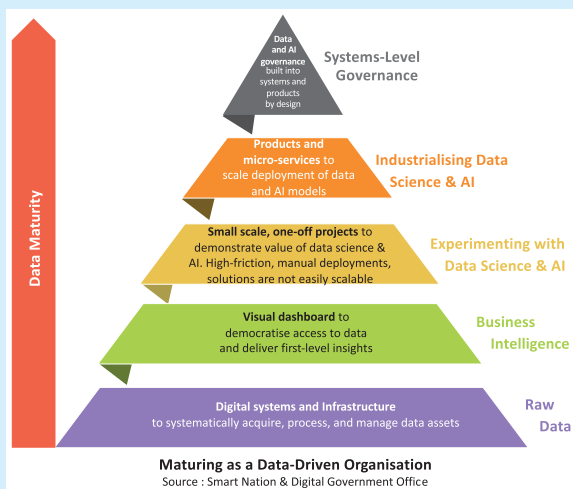 Data Maturity
Data
and AI
governance
built into
systems and
products
by design
Systems-Level
Governance
Products and
micro-services to
scale deployment of data
and AI models
Industrialising Data
Science & AI
Small scale, one-off projects to
demonstrate value of data science &
AI. High-friction, manual deployments,
solutions are not easily scalable
Experimenting with
Data Science & AI
Visual dashboard to
democratise access to data
and deliver first-level insights
Business
Intelligence
Digital systems and Infrastructure
to systematically acquire, process, and manage data assets
Raw
Data
Maturing as a Data-Driven Organisation
Source : Smart Nation & Digital Government Office